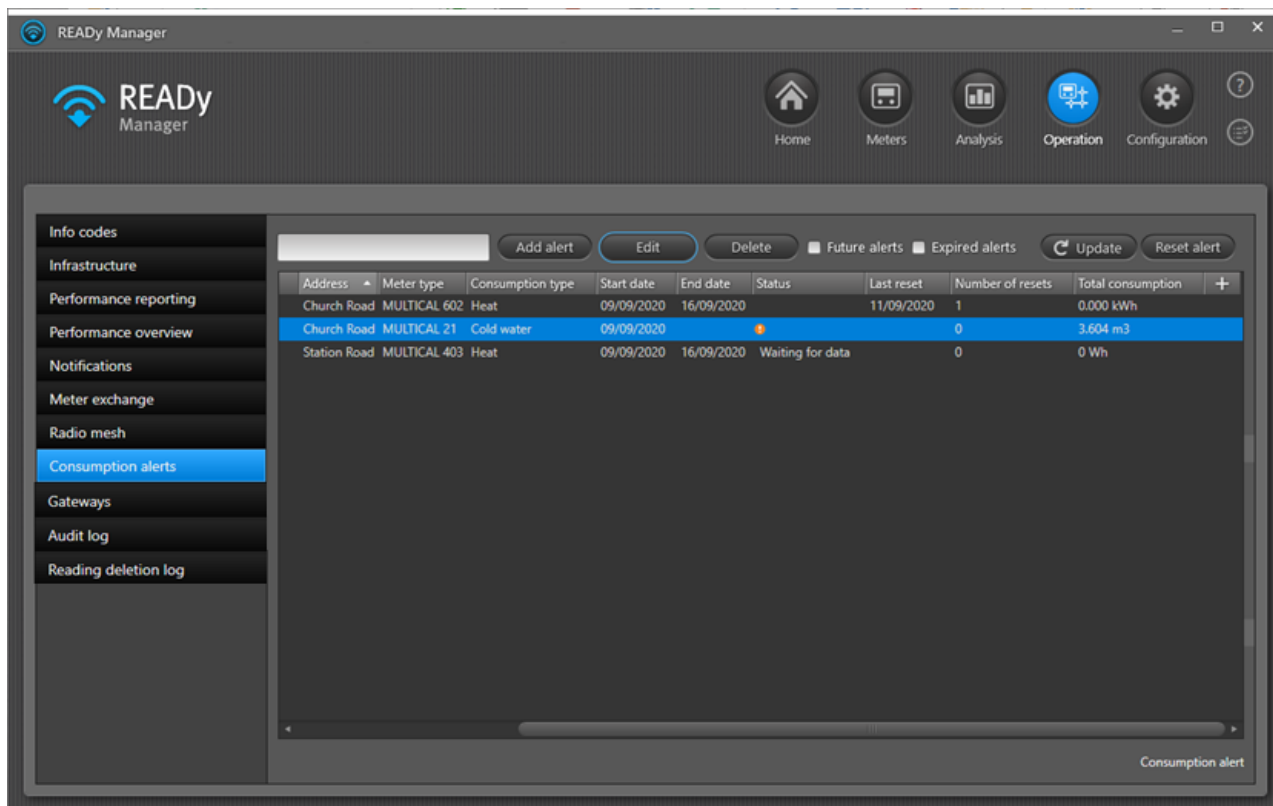 READy Manager
READy
Manager
Home Meters Analysis Operation Configuration
Info codes
Infrastructure
Performance reporting
Performance overview
Notifications
Meter exchange
Radio mesh
Consumption alerts
Gateways
Audit log
Reading deletion log
Add alert Edit Delete Future alerts Expired alerts Update Reset alert
Address Meter type Consumption type Start date End date Status Last reset Number of resets Total consumption +
Church Road MULTICAL 602 Heat 09/09/2020 16/09/2020 11/09/2020 1 0.000 kWh
Church Road MULTICAL 21 Cold water 09/09/2020 0 3.604 m3
Station Road MULTICAL 403 Heat 09/09/2020 16/09/2020 Waiting for data 0 0 Wh
Consumption alert